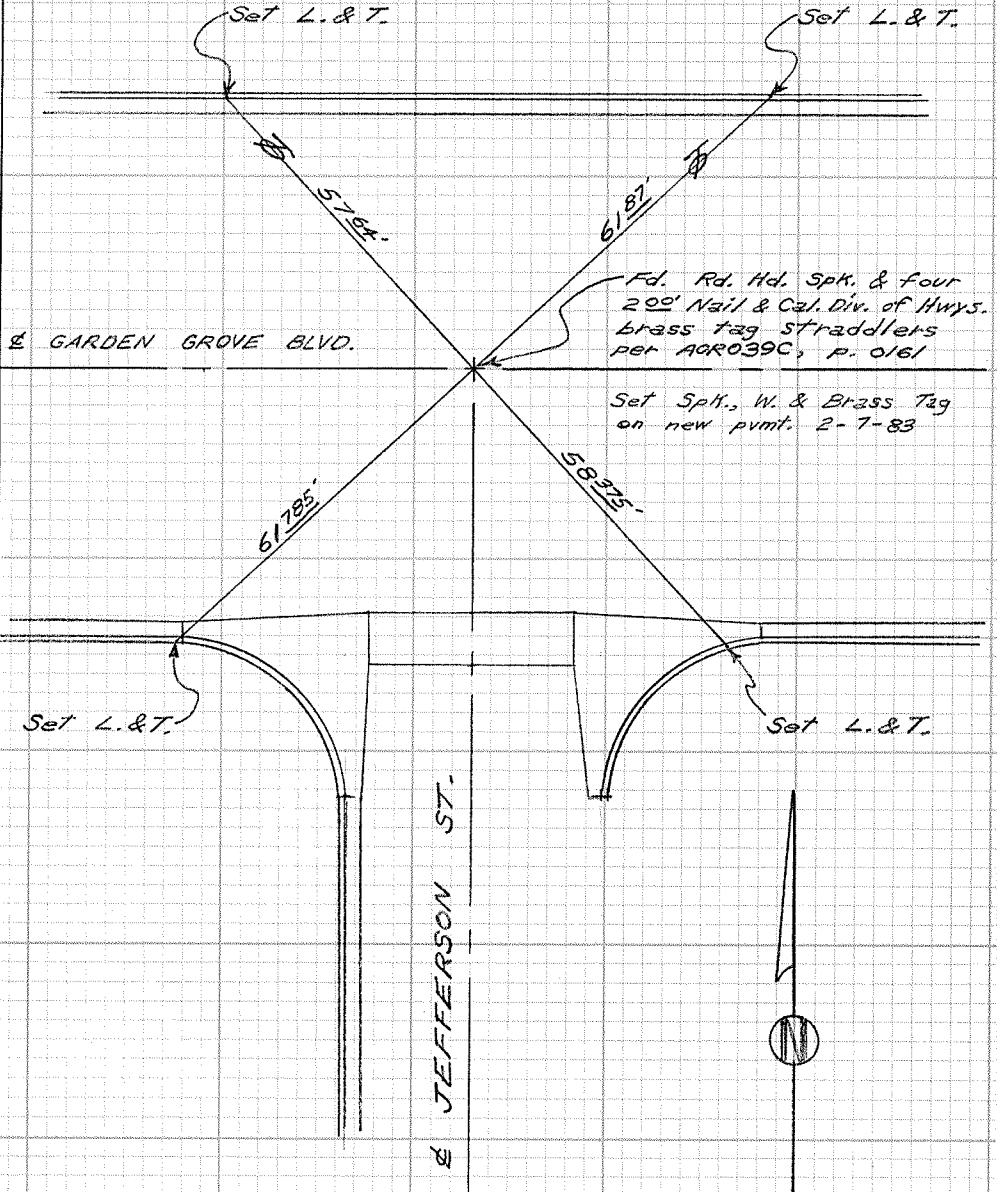 Set L. & T.
Set L. & T.
57 64'
61 87'
Fd. Rd. Hd. Spk. & four
2 00' Nail & Cal. Div. of Hwys.
brass tag straddlers
per AOR039C, p. 0161
℄ GARDEN GROVE BLVD.
Set Spk., W. & Brass Tag
on new pvmt. 2-7-83
61 785'
58 375'
Set L. & T.
Set L. & T.
℄ JEFFERSON ST.
N